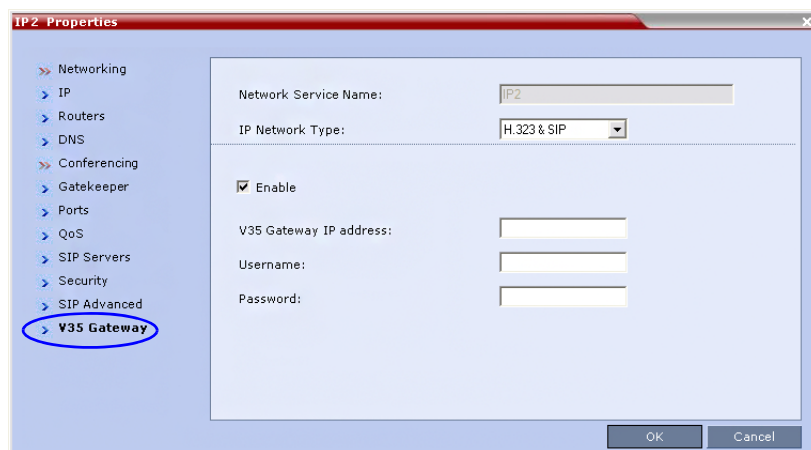 IP2 Properties
Networking
IP
Routers
DNS
Conferencing
Gatekeeper
Ports
QoS
SIP Servers
Security
SIP Advanced
V35 Gateway
Network Service Name: IP2
IP Network Type: H.323 & SIP
Enable
V35 Gateway IP address:
Username:
Password:
OK Cancel